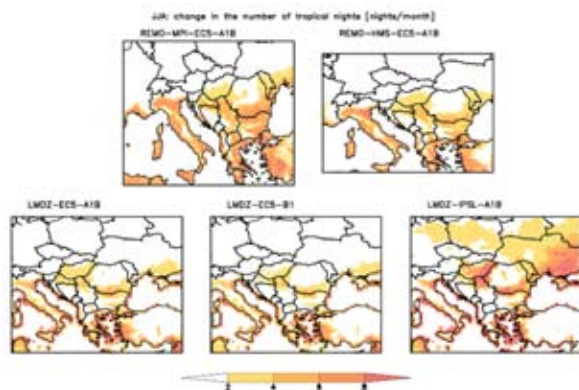 JJA: change in the number of tropical nights [nights/month]
REMO-MPI-EC5-A1B
REMO-HMS-EC5-A1B
LMDZ-EC5-A1B
LMDZ-EC5-B1
LMDZ-IPSL-A1B
2 4 6 8